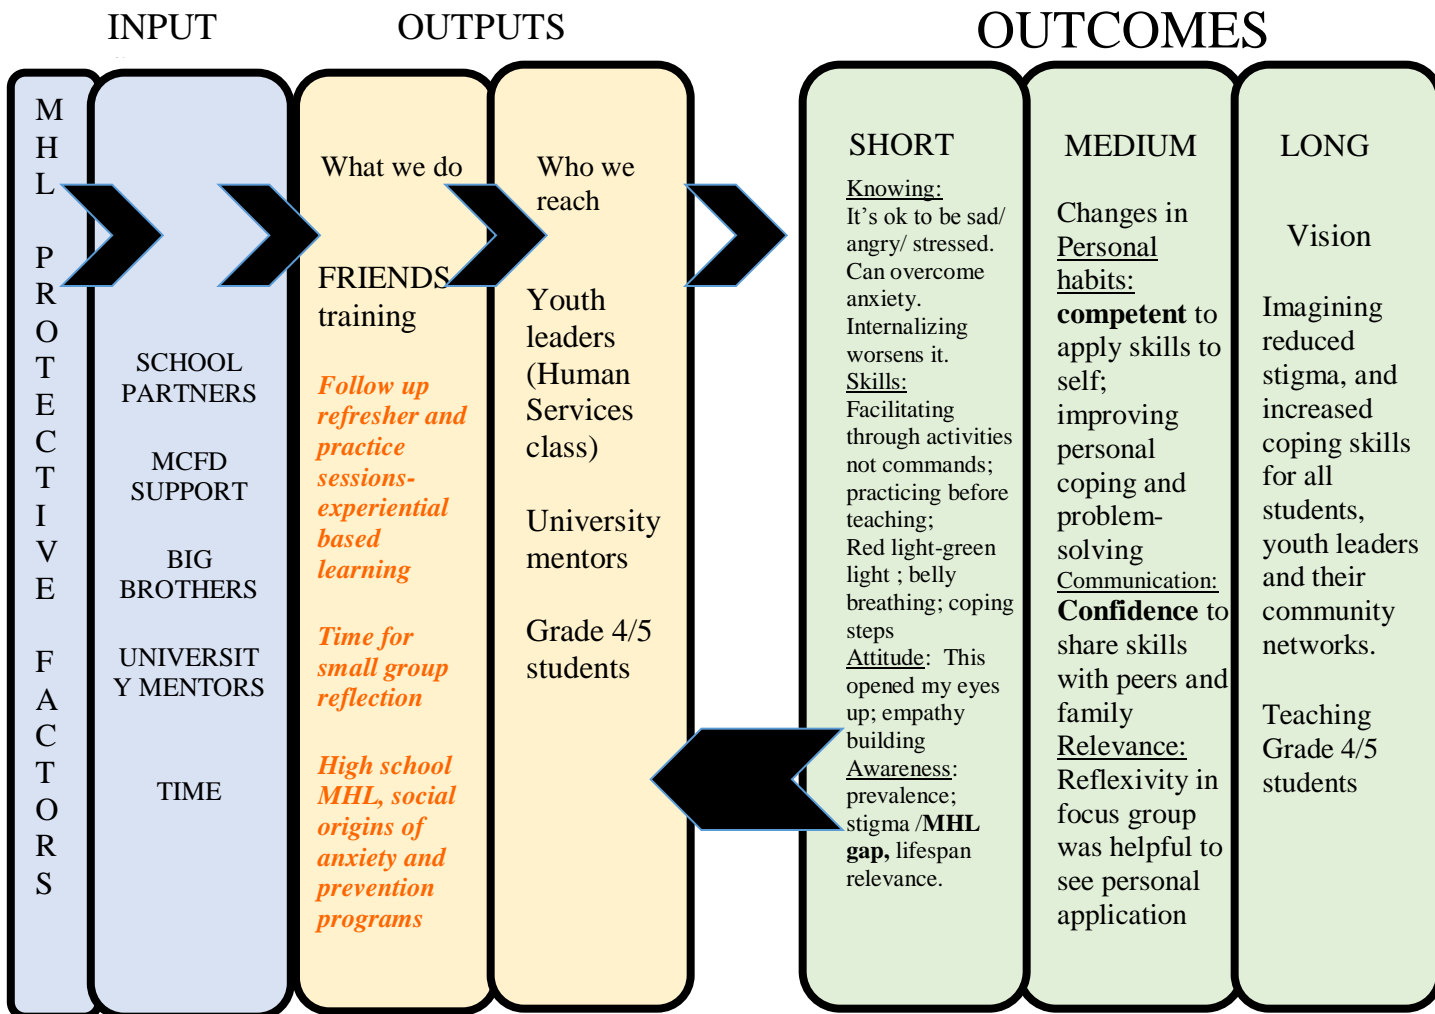 INPUT
OUTPUTS
OUTCOMES
M
H
L
P
R
O
T
E
C
T
I
V
E
F
A
C
T
O
R
S
SCHOOL
PARTNERS
MCFD
SUPPORT
BIG
BROTHERS
UNIVERSIT
Y MENTORS
TIME
What we do
FRIENDS
training
Follow up
refresher and
practice
sessions-
experiential
based
learning
Time for
small group
reflection
High school
MHL, social
origins of
anxiety and
prevention
programs
Who we
reach
Youth
leaders
(Human
Services
class)
University
mentors
Grade 4/5
students
SHORT
Knowing:
It’s ok to be sad/
angry/ stressed.
Can overcome
anxiety.
Internalizing
worsens it.
Skills:
Facilitating
through activities
not commands;
practicing before
teaching;
Red light-green
light ; belly
breathing; coping
steps
Attitude: This
opened my eyes
up; empathy
building
Awareness:
prevalence;
stigma /MHL
gap, lifespan
relevance.
MEDIUM
Changes in
Personal
habits:
competent to
apply skills to
self;
improving
personal
coping and
problem-
solving
Communication:
Confidence to
share skills
with peers and
family
Relevance:
Reflexivity in
focus group
was helpful to
see personal
application
LONG
Vision
Imagining
reduced
stigma, and
increased
coping skills
for all
students,
youth leaders
and their
community
networks.
Teaching
Grade 4/5
students